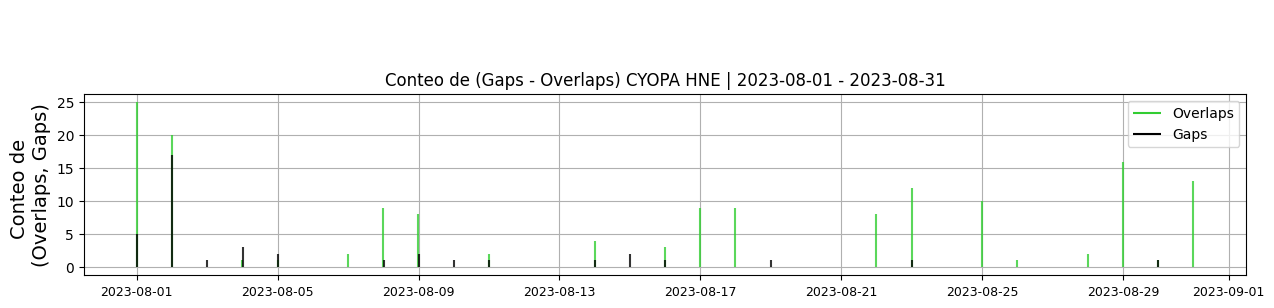 Conteo de (Gaps - Overlaps) CYOPA HNE | 2023-08-01 - 2023-08-31
Conteo de
(Overlaps, Gaps)
25
20
15
10
5
0
Overlaps
Gaps
2023-08-01 2023-08-05 2023-08-09 2023-08-13 2023-08-17 2023-08-21 2023-08-25 2023-08-29 2023-09-01